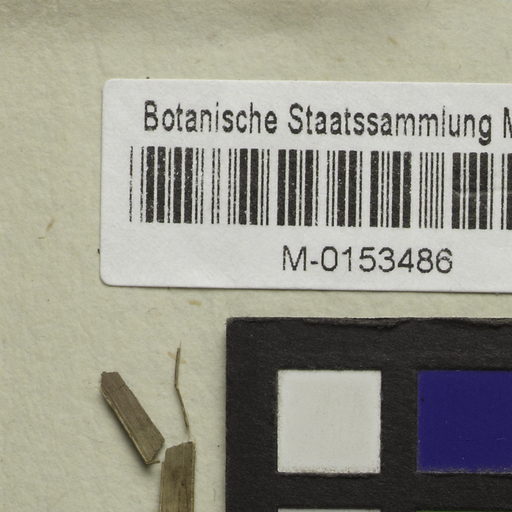 Botanische Staatssammlung M
M-0153486